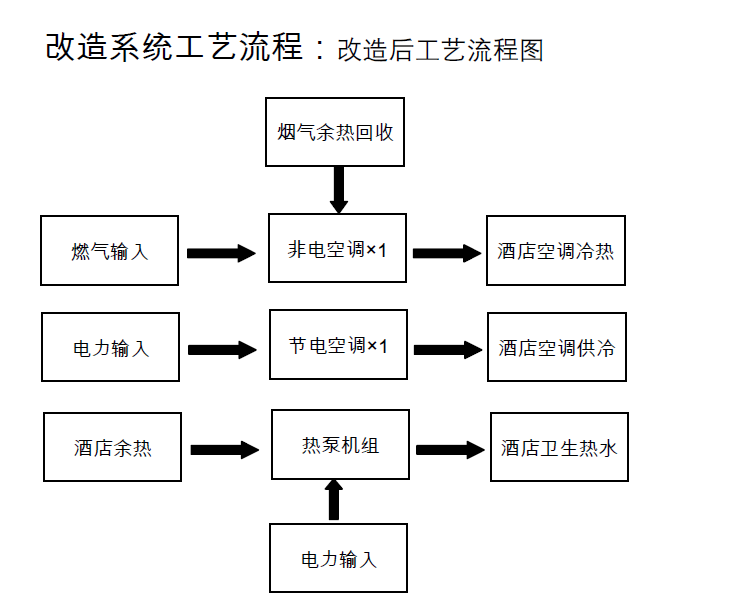 改造系统工艺流程：改造后工艺流程图
烟气余热回收
燃气输入
非电空调×1
酒店空调冷热
电力输入
节电空调×1
酒店空调供冷
酒店余热
热泵机组
酒店卫生热水
电力输入